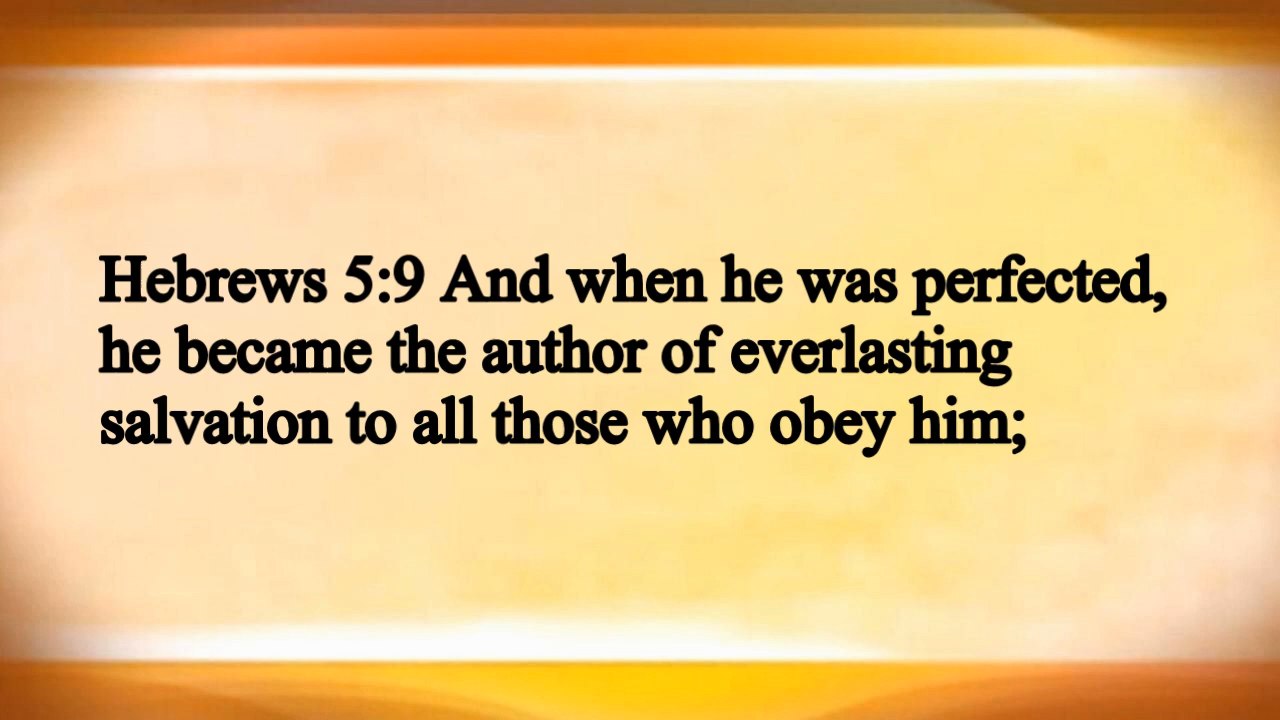 Hebrews 5:9 And when he was perfected,
he became the author of everlasting
salvation to all those who obey him;